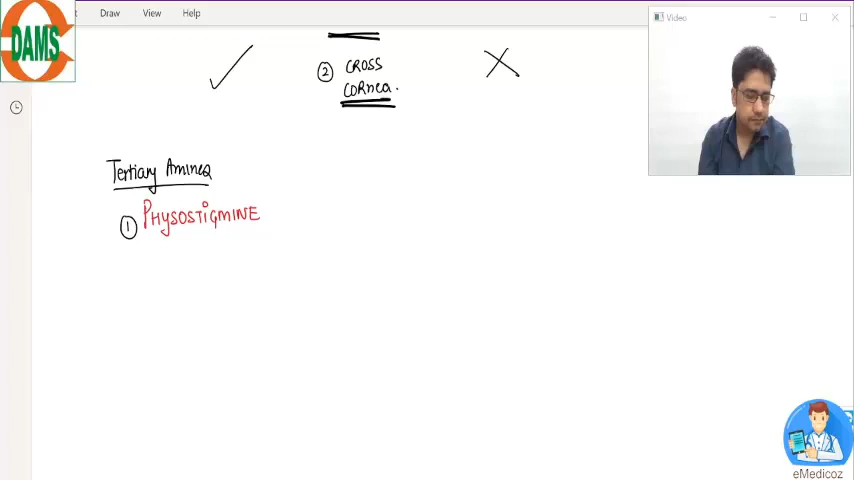 DAMS
Draw View Help
Video
② CROSS
CORnea.
Tertiary Amines
① PHYSOSTIGMINE
eMedicoz